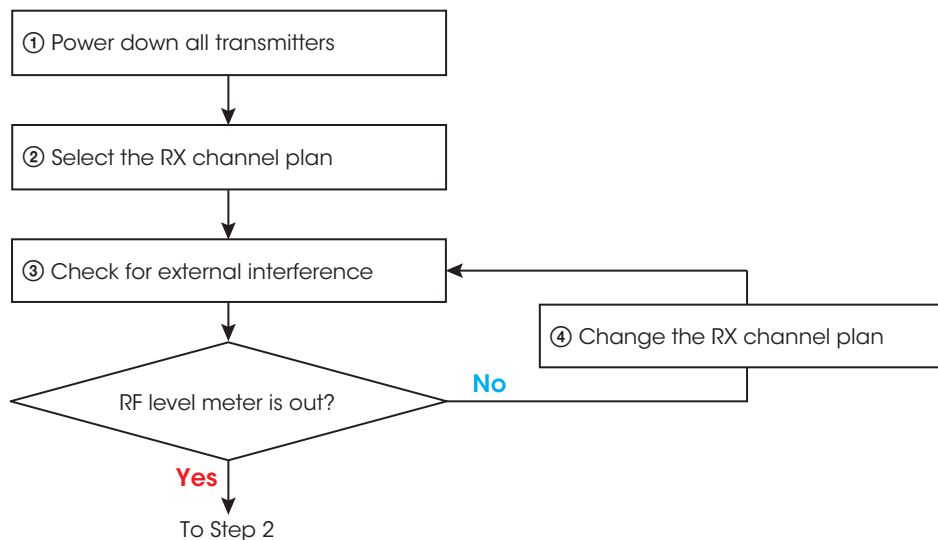 ① Power down all transmitters
② Select the RX channel plan
③ Check for external interference
④ Change the RX channel plan
RF level meter is out?
No
Yes
To Step 2